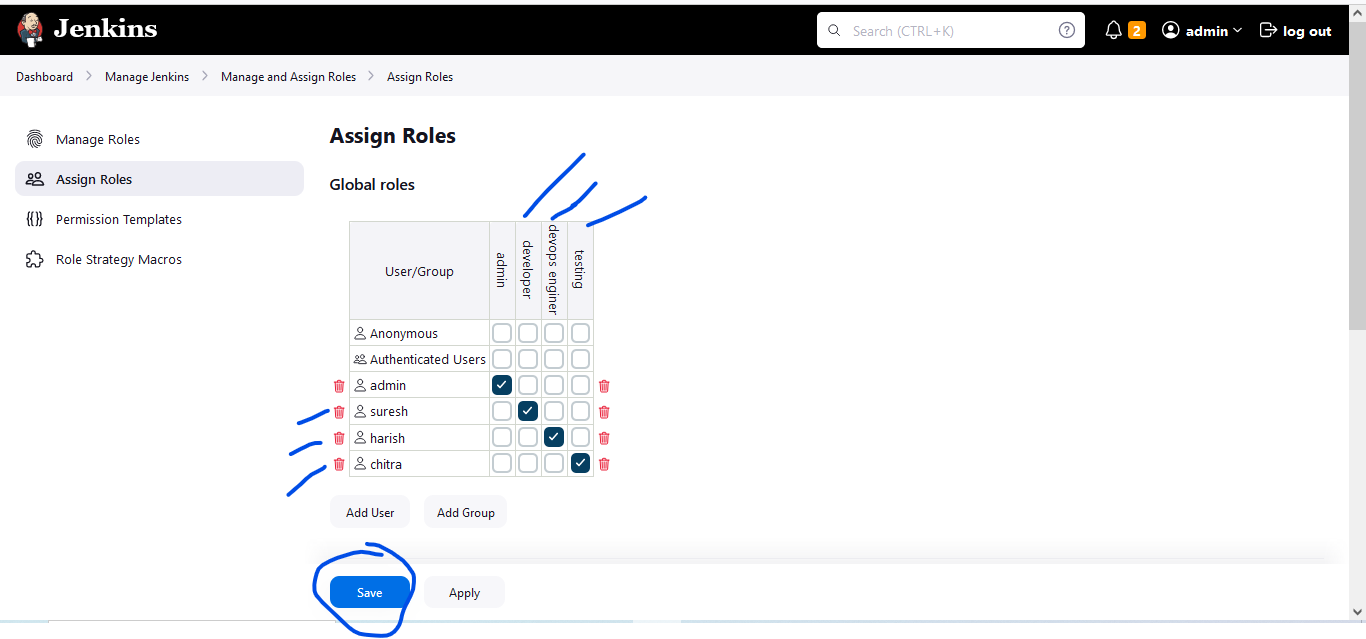 Jenkins
Search (CTRL+K)
2
admin
log out
Dashboard > Manage Jenkins > Manage and Assign Roles > Assign Roles
Manage Roles
Assign Roles
Permission Templates
Role Strategy Macros
Assign Roles
Global roles
User/Group
admin
developer
devops enginer
testing
Anonymous
Authenticated Users
admin
suresh
harish
chitra
Add User
Add Group
Save
Apply